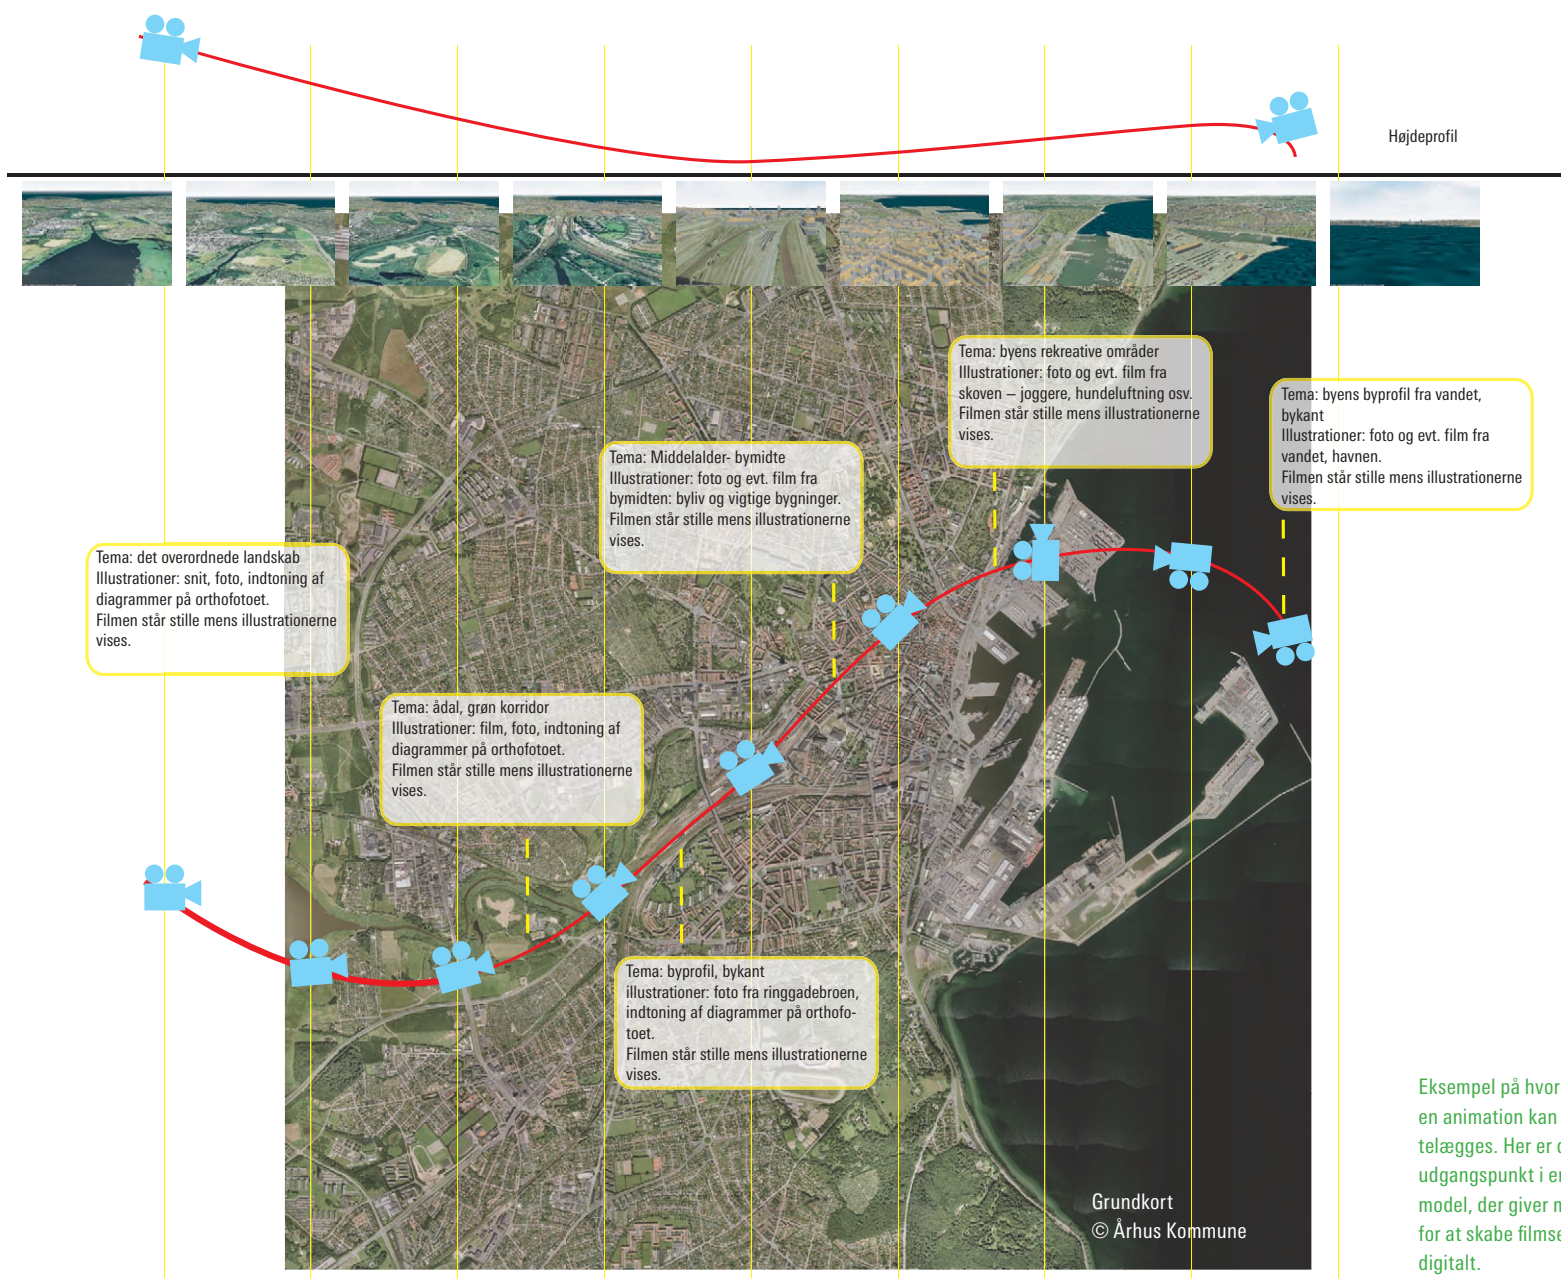 Højdeprofil
Tema: byens rekreative områder
Illustrationer: foto og evt. film fra
skoven – joggere, hundeluftning osv.
Filmen står stille mens illustrationerne
vises.
Tema: byens byprofil fra vandet,
bykant
Illustrationer: foto og evt. film fra
vandet, havnen.
Filmen står stille mens illustrationerne
vises.
Tema: Middelalder- bymidte
Illustrationer: foto og evt. film fra
bymidten: byliv og vigtige bygninger.
Filmen står stille mens illustrationerne
vises.
Tema: det overordnede landskab
Illustrationer: snit, foto, indtoning af
diagrammer på orthofotoet.
Filmen står stille mens illustrationerne
vises.
Tema: ådal, grøn korridor
Illustrationer: film, foto, indtoning af
diagrammer på orthofotoet.
Filmen står stille mens illustrationerne
vises.
Tema: byprofil, bykant
illustrationer: foto fra ringgadebroen,
indtoning af diagrammer på orthofo-
toet.
Filmen står stille mens illustrationerne
vises.
Grundkort
© Århus Kommune
Eksempel på hvor
en animation kan
telægges. Her er
udgangspunkt i
model, der giver
for at skabe
digitalt.